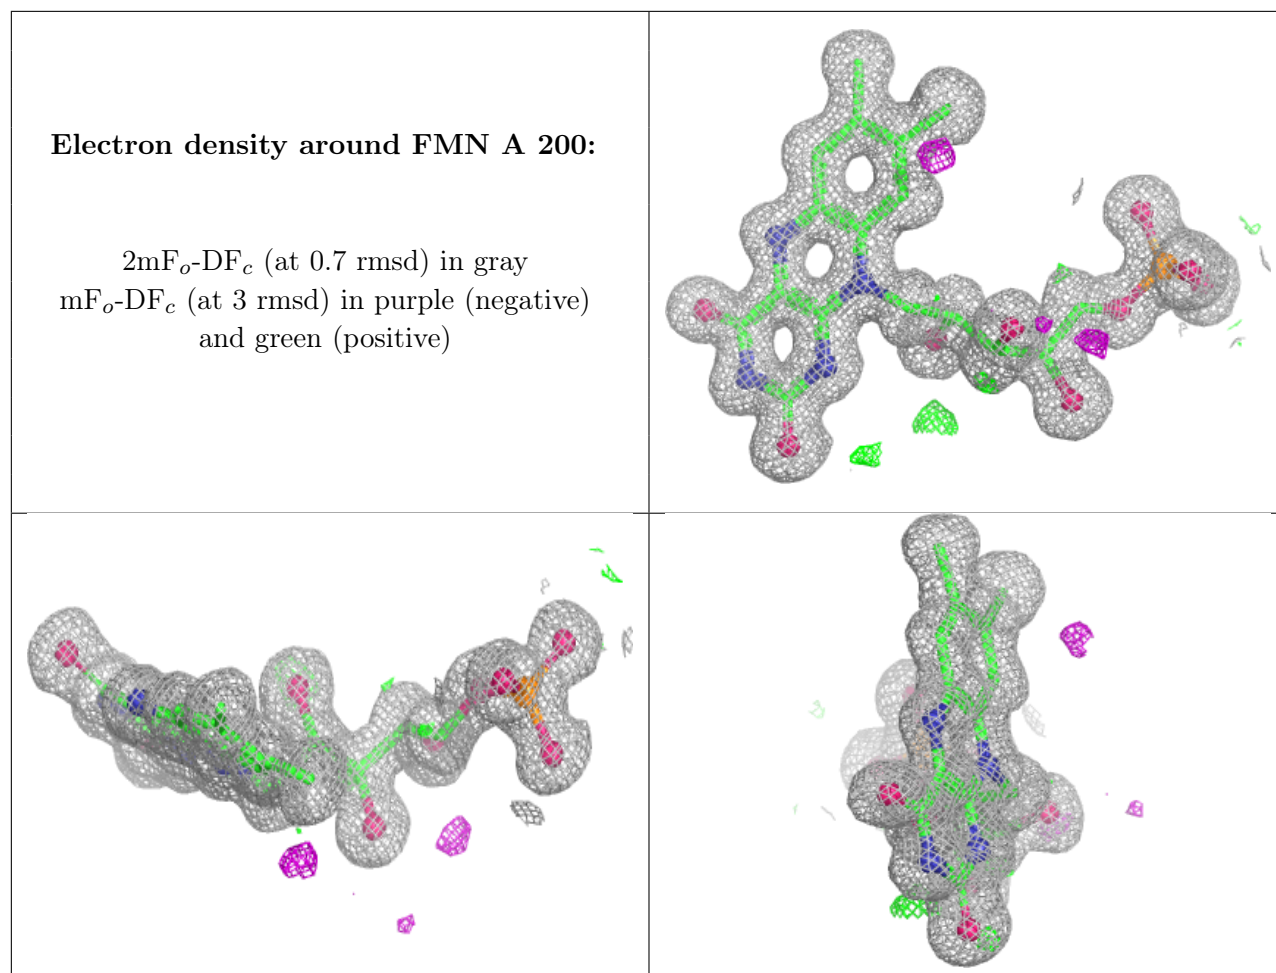 Electron density around FMN A 200:
2mFo-DFc (at 0.7 rmsd) in gray
mFo-DFc (at 3 rmsd) in purple (negative)
and green (positive)